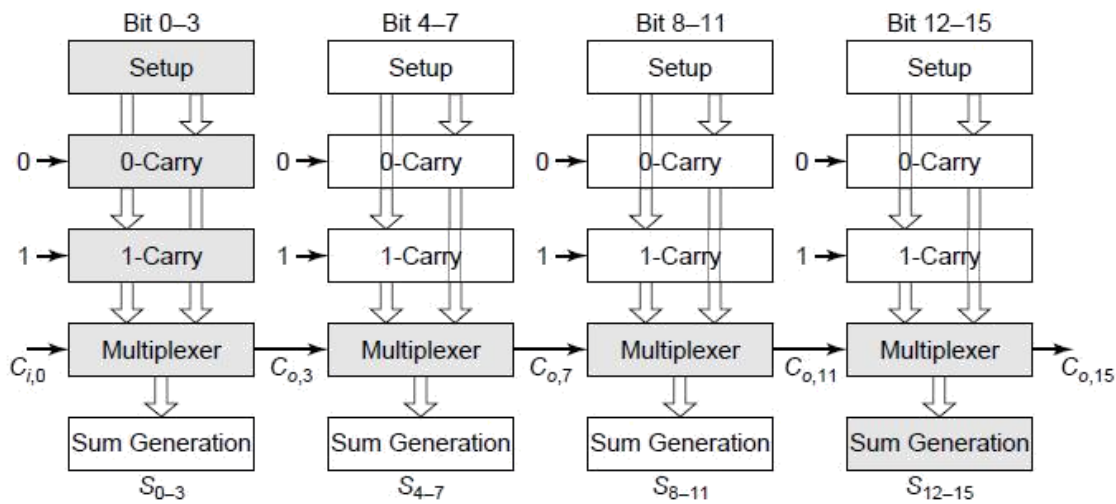 Bit 0–3 Bit 4–7 Bit 8–11 Bit 12–15
Setup Setup Setup Setup
0 0-Carry 0 0-Carry 0 0-Carry 0 0-Carry
1 1-Carry 1 1-Carry 1 1-Carry 1 1-Carry
Multiplexer Multiplexer Multiplexer Multiplexer
Ci,0 Co,3 Co,7 Co,11 Co,15
Sum Generation Sum Generation Sum Generation Sum Generation
S0–3 S4–7 S8–11 S12–15